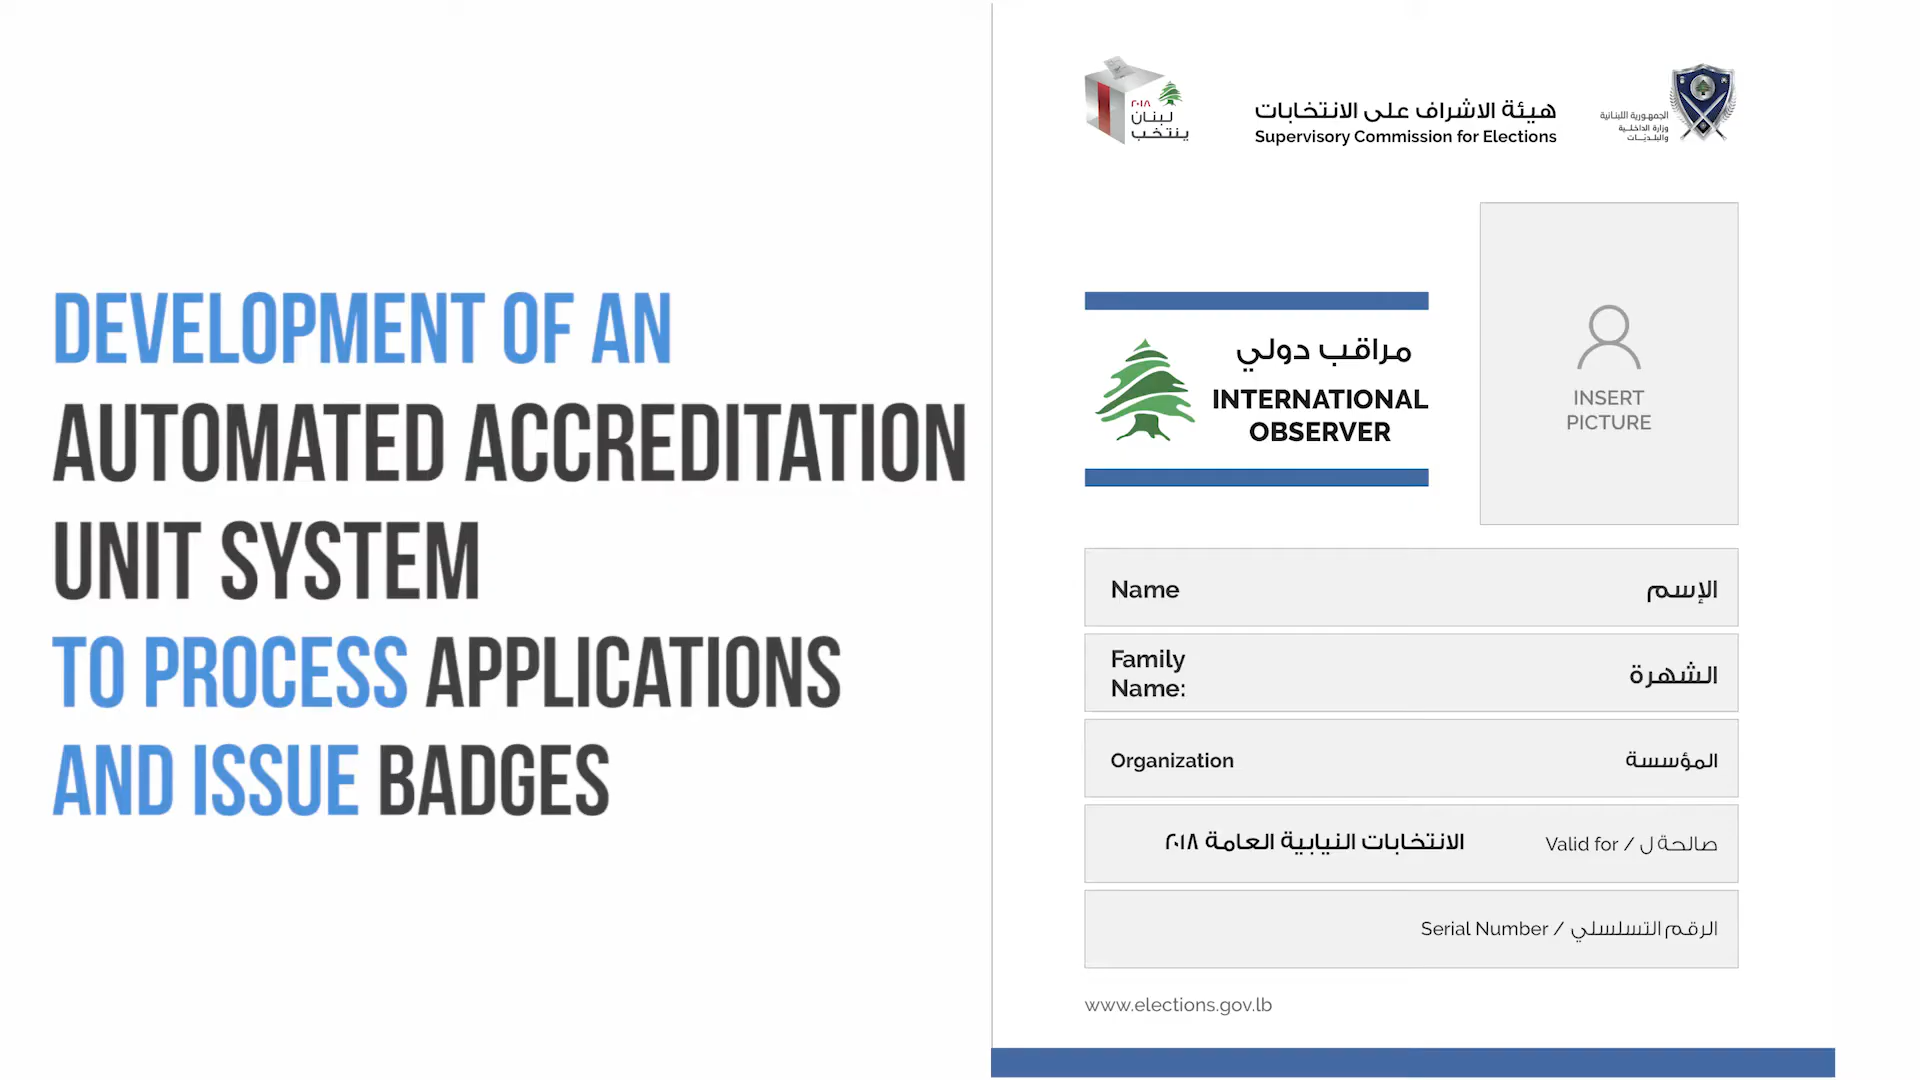 DEVELOPMENT OF AN
AUTOMATED ACCREDITATION
UNIT SYSTEM
TO PROCESS APPLICATIONS
AND ISSUE BADGES
٢٠١٨
لبنان
ينتخب
هيئة الاشراف على الانتخابات
Supervisory Commission for Elections
الجمهورية اللبنانية
وزارة الداخلية
والبلديات
مراقب دولي
INTERNATIONAL
OBSERVER
INSERT
PICTURE
Name الإسم
Family
Name: الشهرة
Organization المؤسسة
الانتخابات النيابية العامة ٢٠١٨ Valid for / صالحة ل
Serial Number / الرقم التسلسلي
www.elections.gov.lb